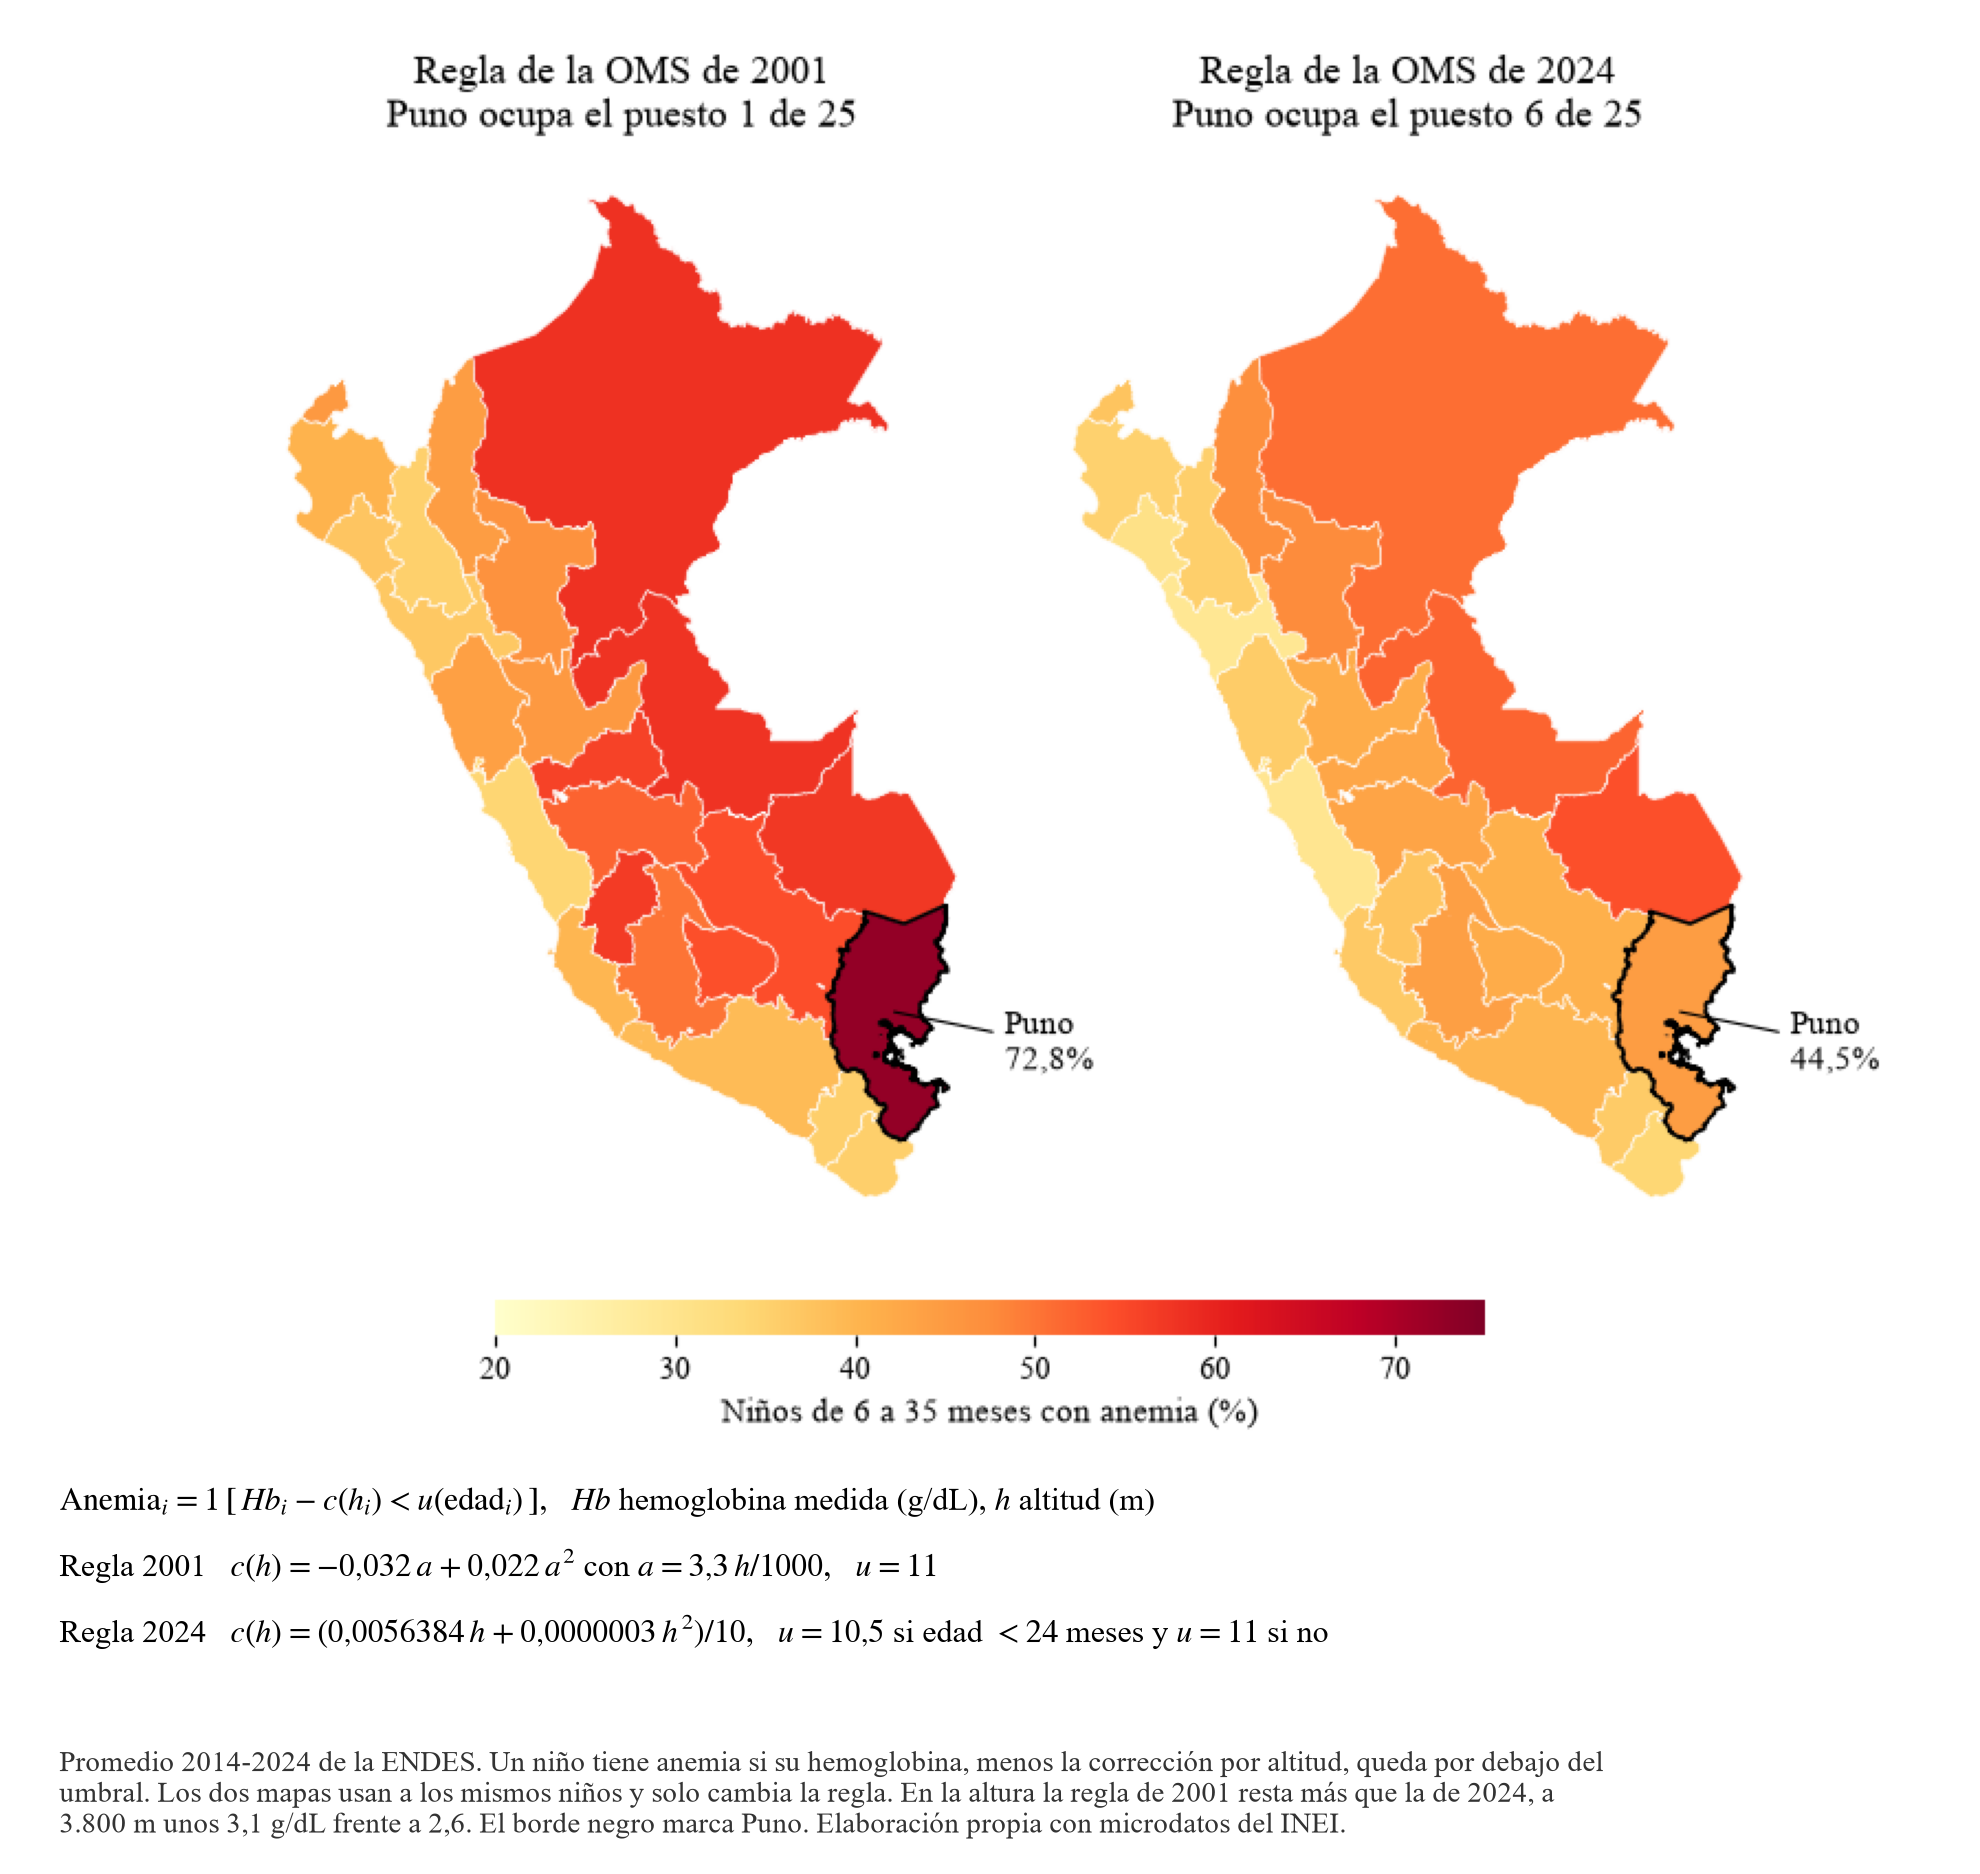 Regla de la OMS de 2001
Puno ocupa el puesto 1 de 25
Regla de la OMS de 2024
Puno ocupa el puesto 6 de 25
Puno
72,8%
Puno
44,5%
20 30 40 50 60 70
Niños de 6 a 35 meses con anemia (%)
Anemiaᵢ = 1 [ Hbᵢ − c(hᵢ) < u(edadᵢ) ], Hb hemoglobina medida (g/dL), h altitud (m)
Regla 2001 c(h) = −0,032 a + 0,022 a² con a = 3,3 h/1000, u = 11
Regla 2024 c(h) = (0,0056384 h + 0,0000003 h²)/10, u = 10,5 si edad < 24 meses y u = 11 si no
Promedio 2014-2024 de la ENDES. Un niño tiene anemia si su hemoglobina, menos la corrección por altitud, queda por debajo del
umbral. Los dos mapas usan a los mismos niños y solo cambia la regla. En la altura la regla de 2001 resta más que la de 2024, a
3.800 m unos 3,1 g/dL frente a 2,6. El borde negro marca Puno. Elaboración propia con microdatos del INEI.